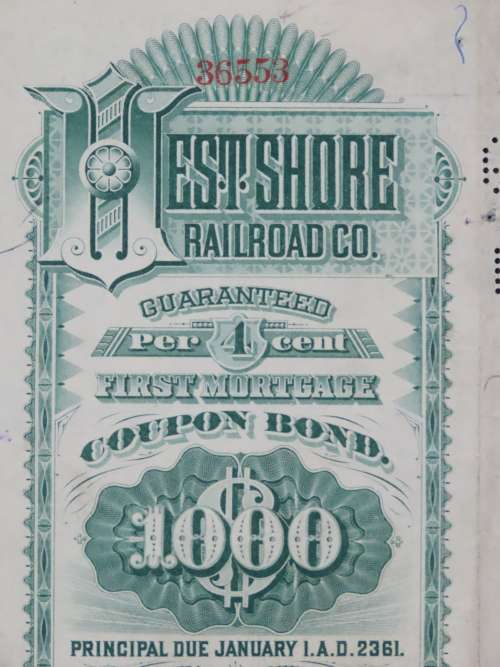 36553
WEST SHORE
RAILROAD CO.
GUARANTEED
Per 4 cent
FIRST MORTGAGE
COUPON BOND.
$1000
PRINCIPAL DUE JANUARY 1. A.D. 2361.